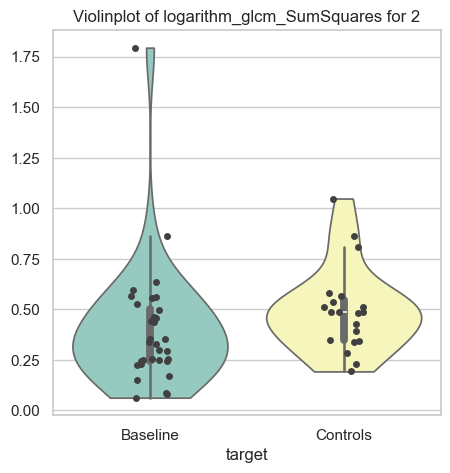 Violinplot of logarithm_glcm_SumSquares for 2
1.75
1.50
1.25
1.00
0.75
0.50
0.25
0.00
Baseline Controls
target